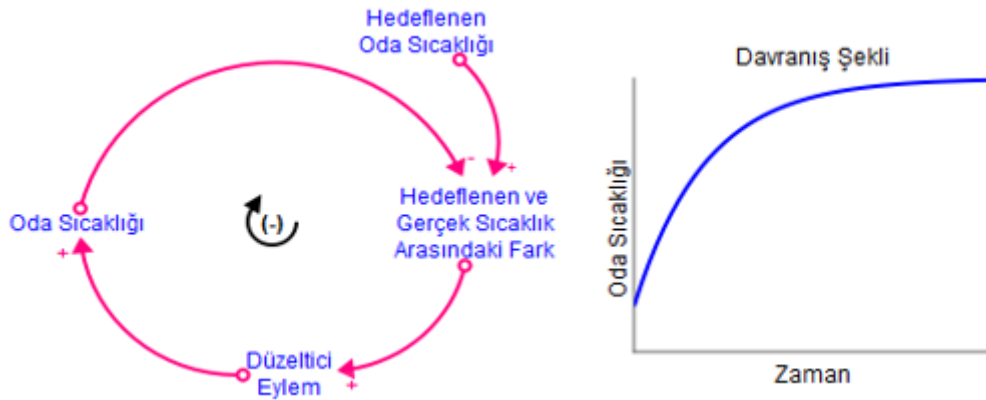 Hedeflenen
Oda Sıcaklığı
-
+
Oda Sıcaklığı
+
(-)
Hedeflenen ve
Gerçek Sıcaklık
Arasındaki Fark
Düzeltici
Eylem
+
Davranış Şekli
Oda Sıcaklığı
Zaman